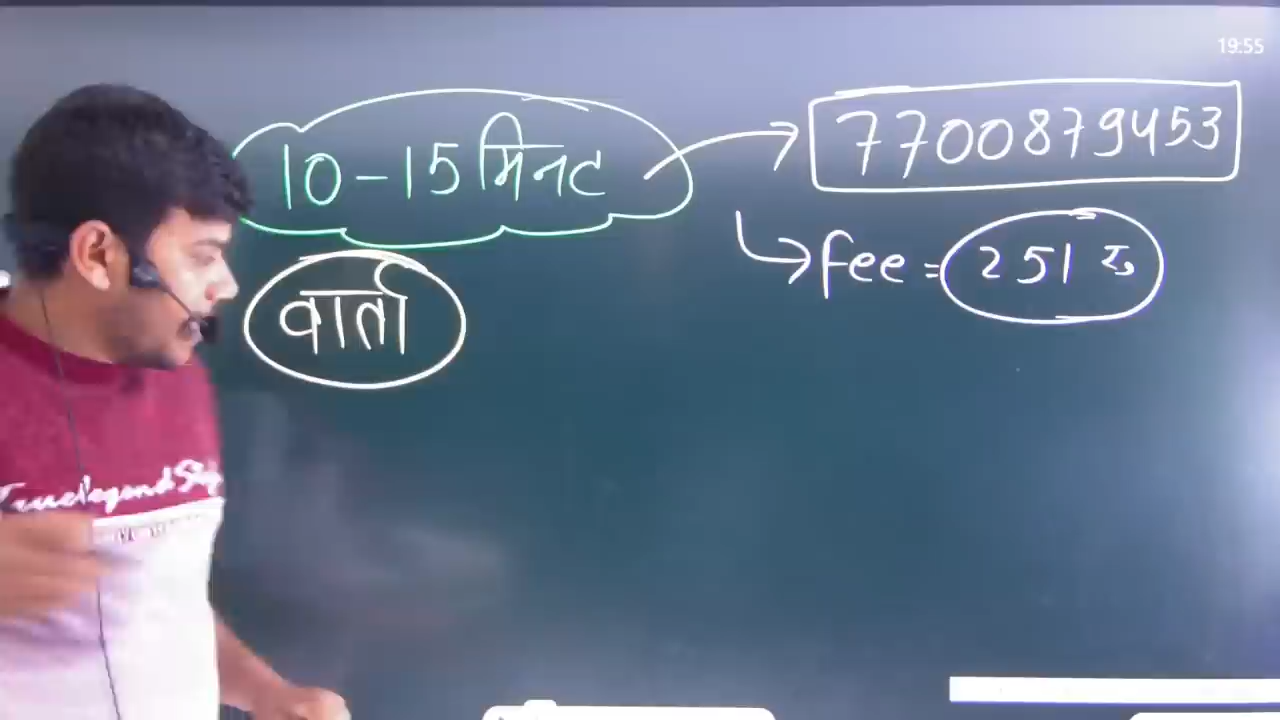 19:55
10-15 मिनट
7700879453
fee = 251 रु
वार्ता